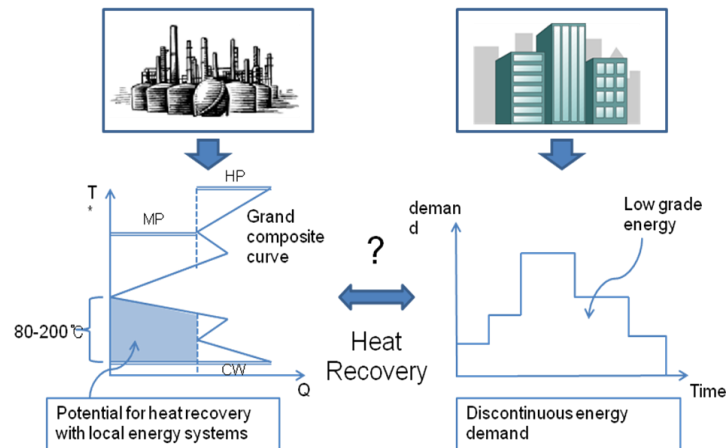 T
*
HP
MP
Grand
composite
curve
80-200℃
CW
Q
Potential for heat recovery
with local energy systems
?
Heat
Recovery
deman
d
Low grade
energy
Time
Discontinuous energy
demand